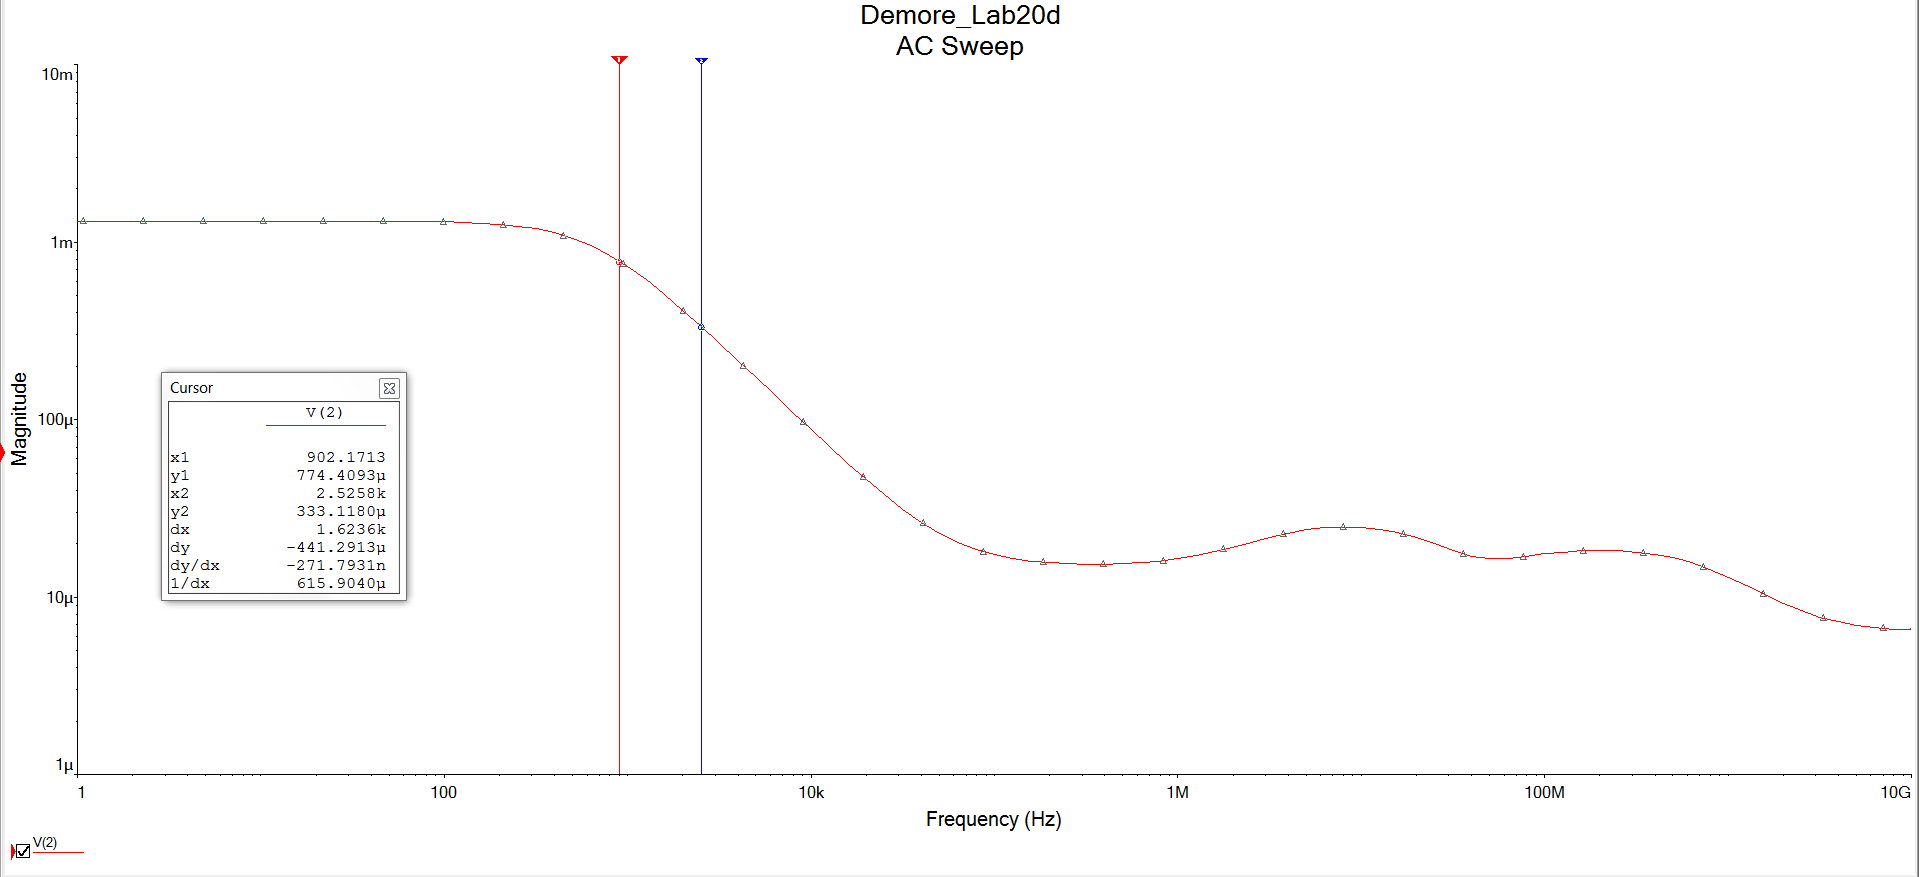 Demore_Lab20d
AC Sweep
10m
1m
100µ
10µ
1µ
Magnitude
Cursor
V(2)
x1 902.1713
y1 774.4093µ
x2 2.5258k
y2 333.1180µ
dx 1.6236k
dy -441.2913µ
dy/dx -271.7931n
1/dx 615.9040µ
1 100 10k 1M 100M 10G
Frequency (Hz)
V(2)